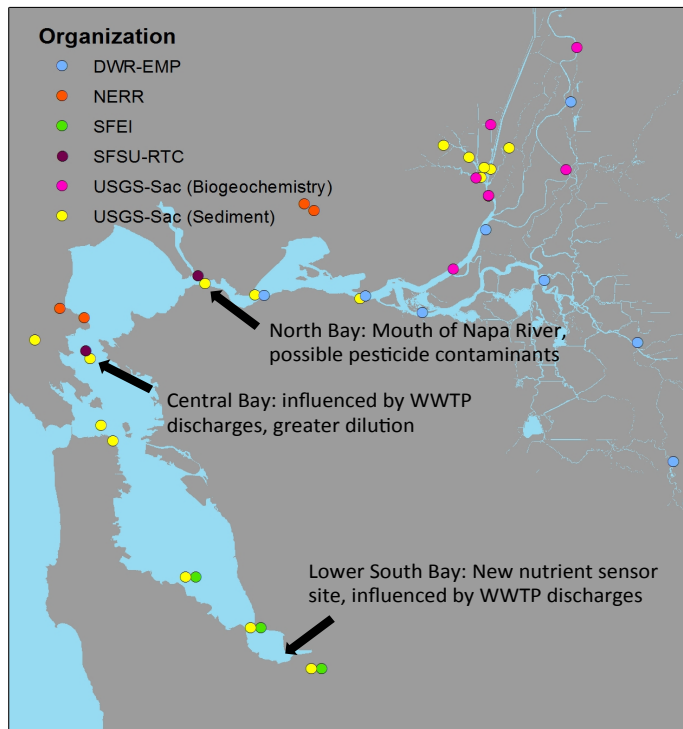 Organization
DWR-EMP
NERR
SFEI
SFSU-RTC
USGS-Sac (Biogeochemistry)
USGS-Sac (Sediment)
North Bay: Mouth of Napa River,
possible pesticide contaminants
Central Bay: influenced by WWTP
discharges, greater dilution
Lower South Bay: New nutrient sensor
site, influenced by WWTP discharges